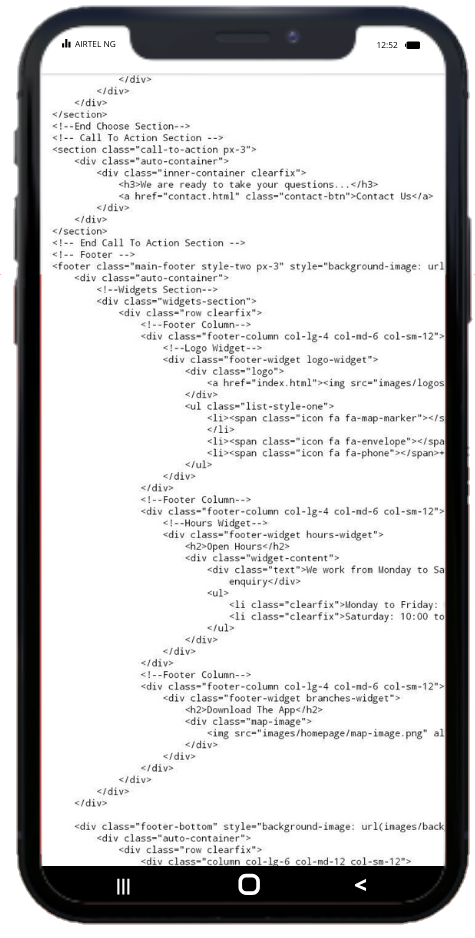 AIRTEL NG 12:52
</div>
</div>
</div>
</section>
<!--End Choose Section-->
<!-- Call To Action Section -->
<section class="call-to-action px-3">
<div class="auto-container">
<div class="inner-container clearfix">
<h3>We are ready to take your questions...</h3>
<a href="contact.html" class="contact-btn">Contact Us</a>
</div>
</div>
</section>
<!-- End Call To Action Section -->
<!-- Footer -->
<footer class="main-footer style-two px-3" style="background-image: url
<div class="auto-container">
<!--Widgets Section-->
<div class="widgets-section">
<div class="row clearfix">
<!--Footer Column-->
<div class="footer-column col-lg-4 col-md-6 col-sm-12">
<!--Logo Widget-->
<div class="footer-widget logo-widget">
<div class="logo">
<a href="index.html"><img src="images/logos
</div>
<ul class="list-style-one">
<li><span class="icon fa fa-map-marker"></s
</li>
<li><span class="icon fa fa-envelope"></spa
<li><span class="icon fa fa-phone"></span>+
</ul>
</div>
</div>
<!--Footer Column-->
<div class="footer-column col-lg-4 col-md-6 col-sm-12">
<!--Hours Widget-->
<div class="footer-widget hours-widget">
<h2>Open Hours</h2>
<div class="widget-content">
<div class="text">We work from Monday to Sa
enquiry</div>
<ul>
<li class="clearfix">Monday to Friday:
<li class="clearfix">Saturday: 10:00 to
</ul>
</div>
</div>
</div>
<!--Footer Column-->
<div class="footer-column col-lg-4 col-md-6 col-sm-12">
<div class="footer-widget branches-widget">
<h2>Download The App</h2>
<div class="map-image">
<img src="images/homepage/map-image.png" al
</div>
</div>
</div>
</div>
</div>
</div>
<div class="footer-bottom" style="background-image: url(images/back
<div class="auto-container">
<div class="row clearfix">
<div class="column col-lg-6 col-md-12 col-sm-12">